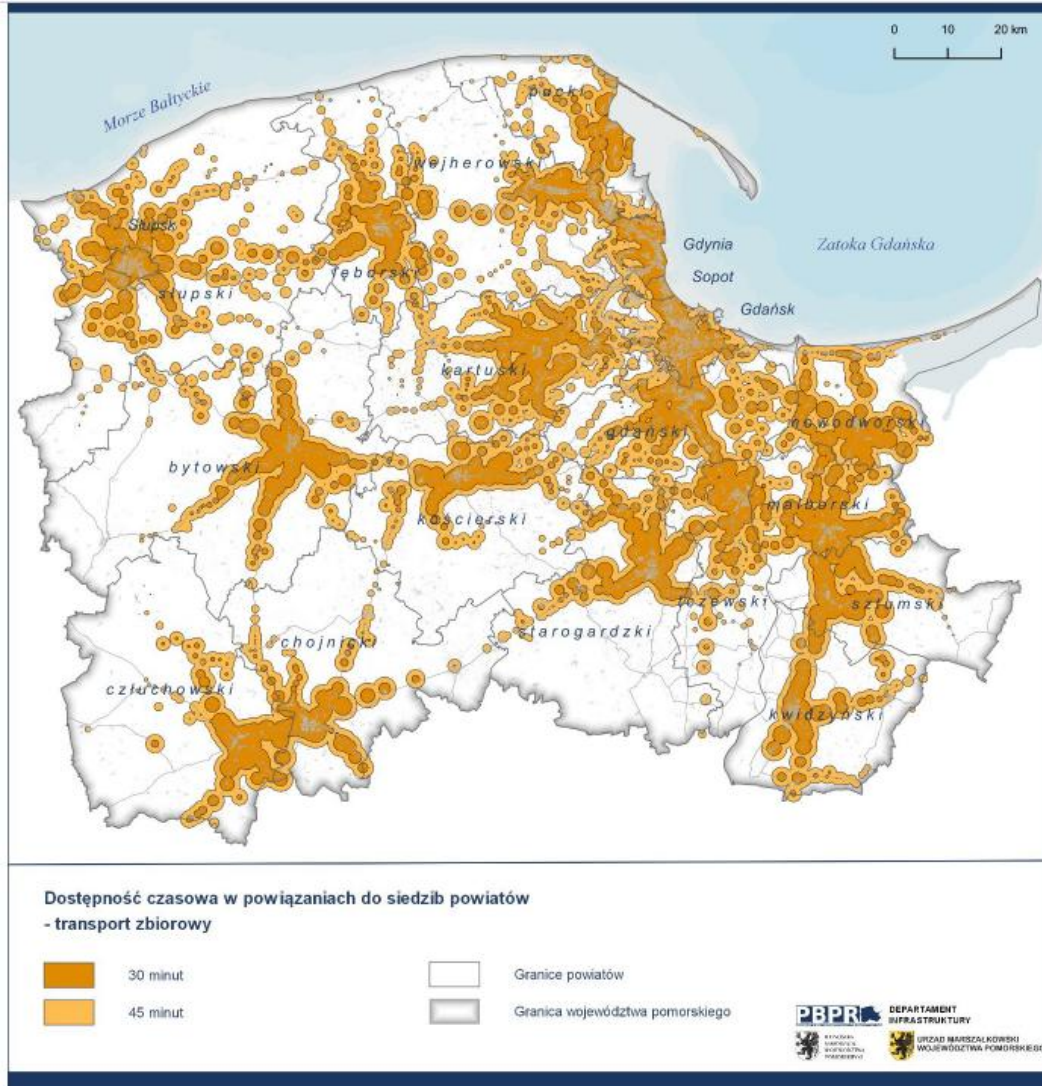 0 10 20 km
Morze Bałtyckie
pucki
wejherowski
Słupsk
Gdynia
Zatoka Gdańska
lęborski
Sopot
słupski
Gdańsk
kartuski
nowodworski
gdański
bytowski
malborski
kościerski
tczewski
sztumski
starogardzki
chojnicki
człuchowski
kwidzyński
Dostępność czasowa w powiązaniach do siedzib powiatów
- transport zbiorowy
30 minut
Granice powiatów
45 minut
Granica województwa pomorskiego
PBPR
DEPARTAMENT
INFRASTRUKTURY
URZĄD MARSZAŁKOWSKI
WOJEWÓDZTWA POMORSKIEGO